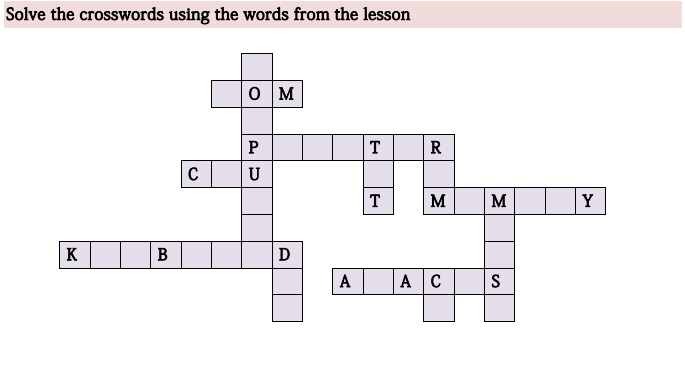 Solve the crosswords using the words from the lesson
O M
P T R
C U
T M M Y
K B D
A A C S